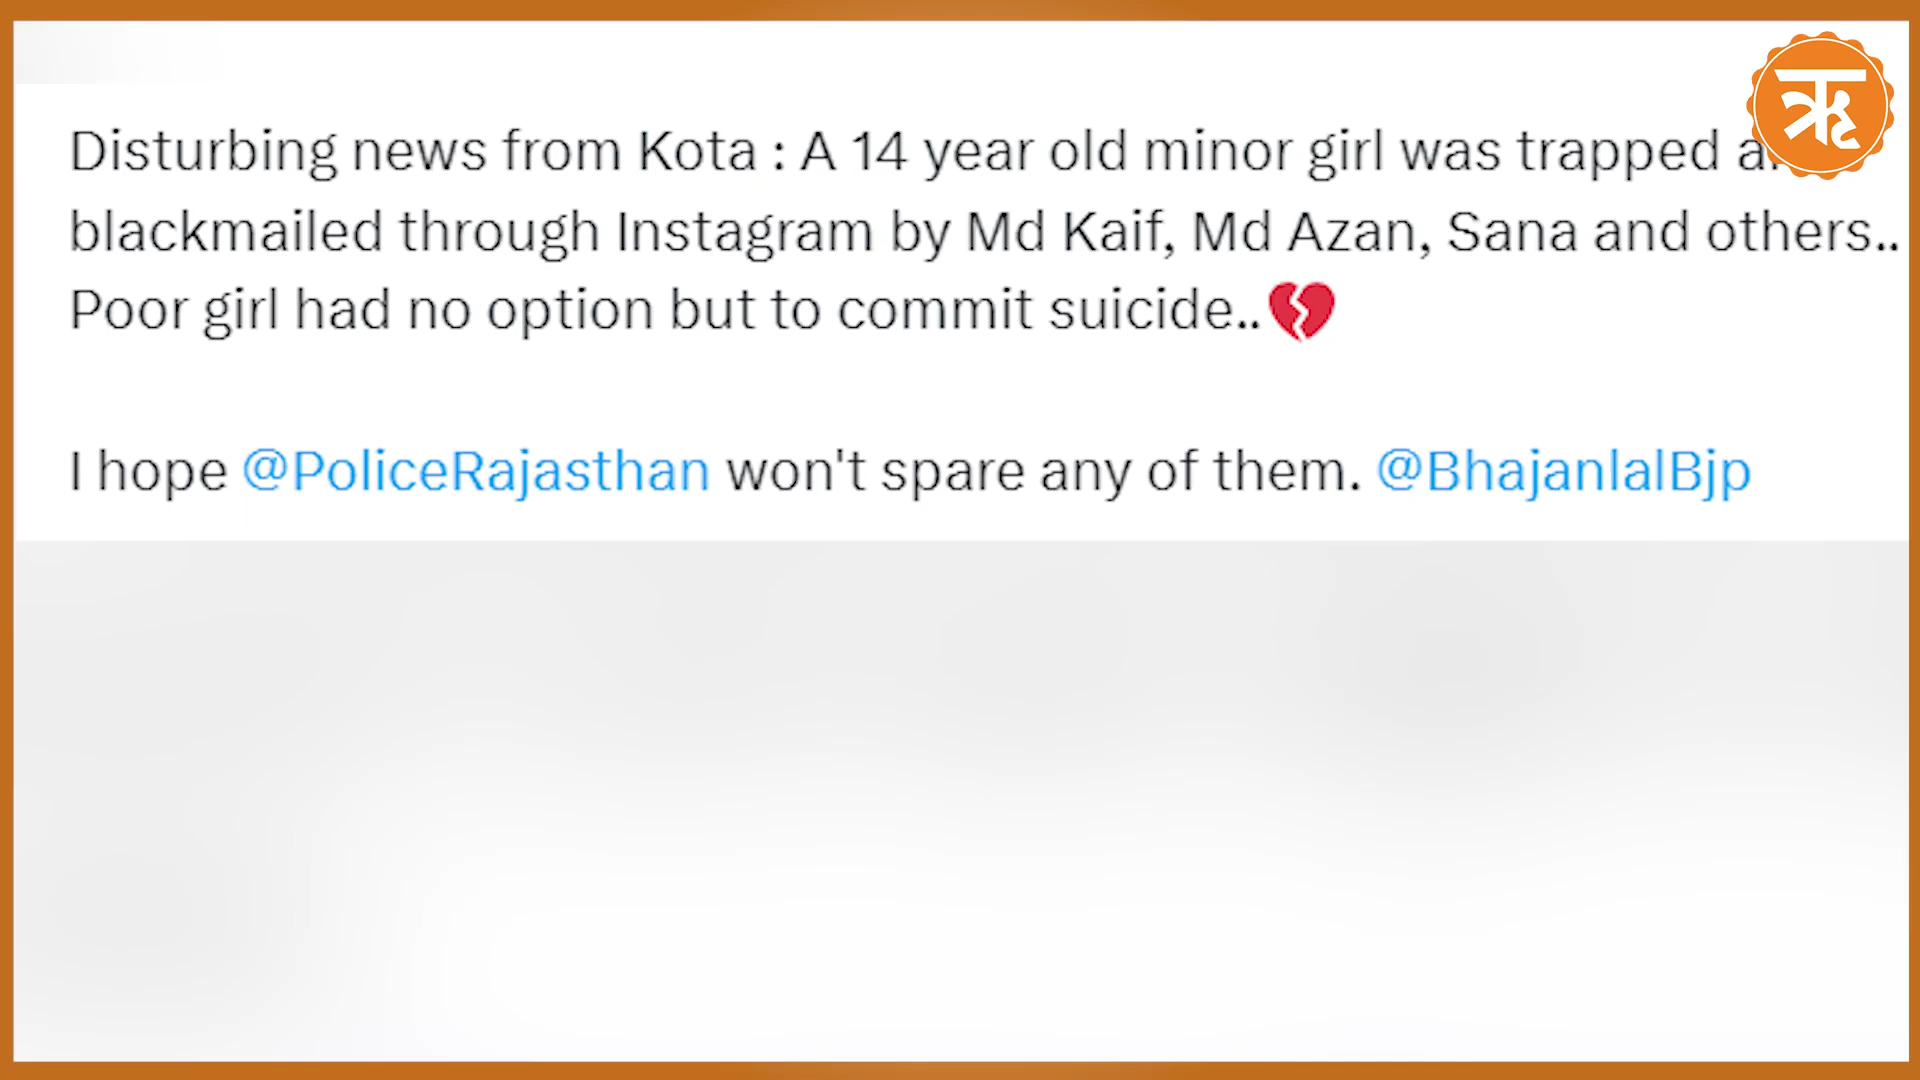 Disturbing news from Kota : A 14 year old minor girl was trapped
blackmailed through Instagram by Md Kaif, Md Azan, Sana and others..
Poor girl had no option but to commit suicide..💔
I hope @PoliceRajasthan won't spare any of them. @BhajanlalBjp
ऋ